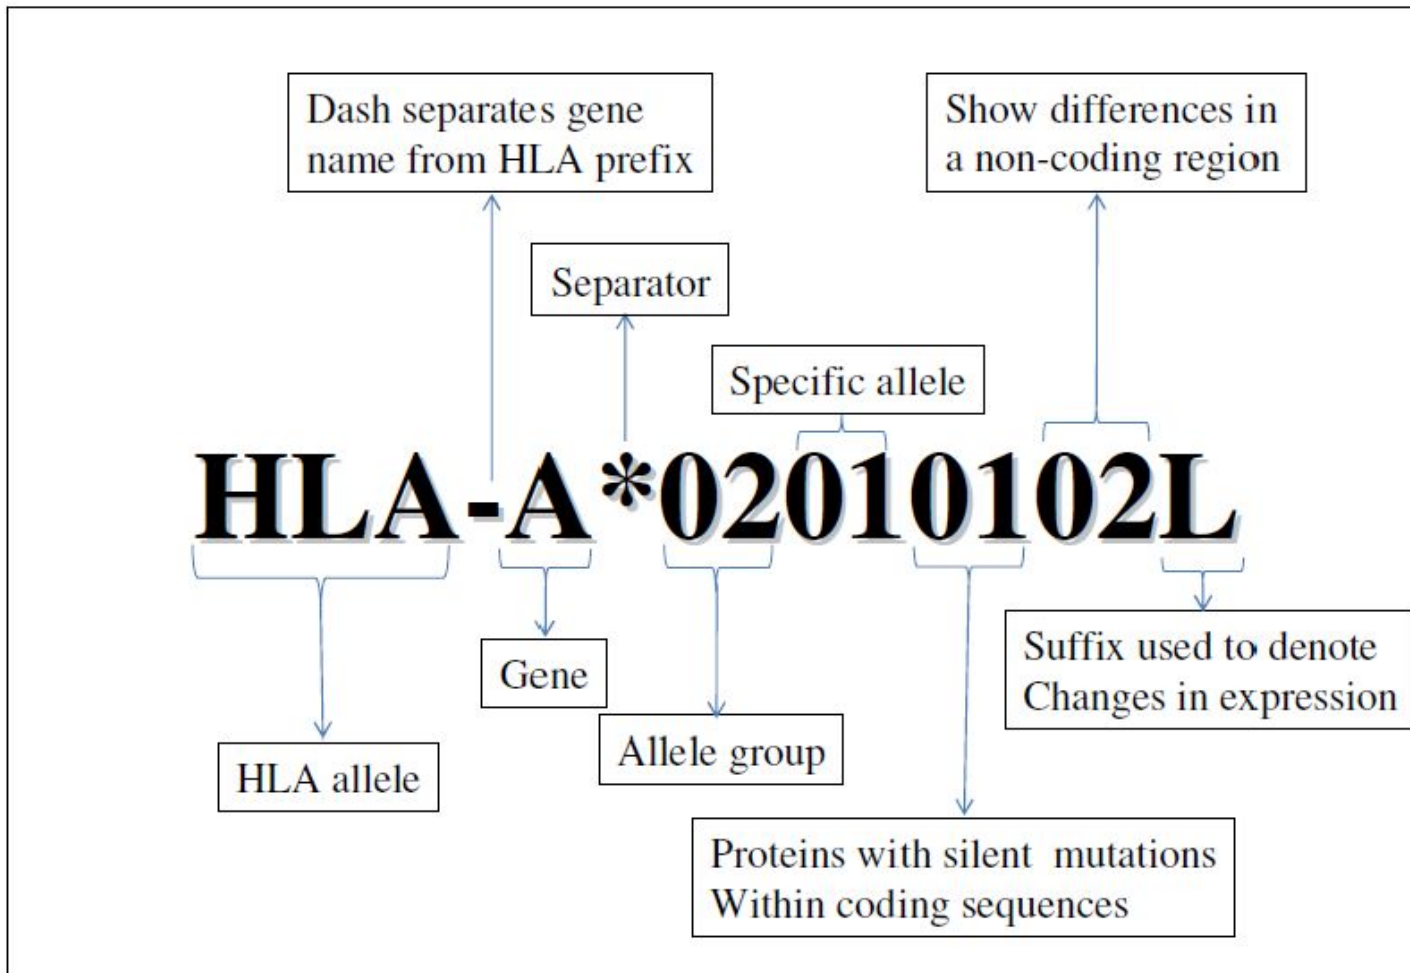 Dash separates gene
name from HLA prefix
Show differences in
a non-coding region
Separator
Specific allele
HLA-A*02010102L
Gene
Suffix used to denote
Changes in expression
Allele group
HLA allele
Proteins with silent mutations
Within coding sequences